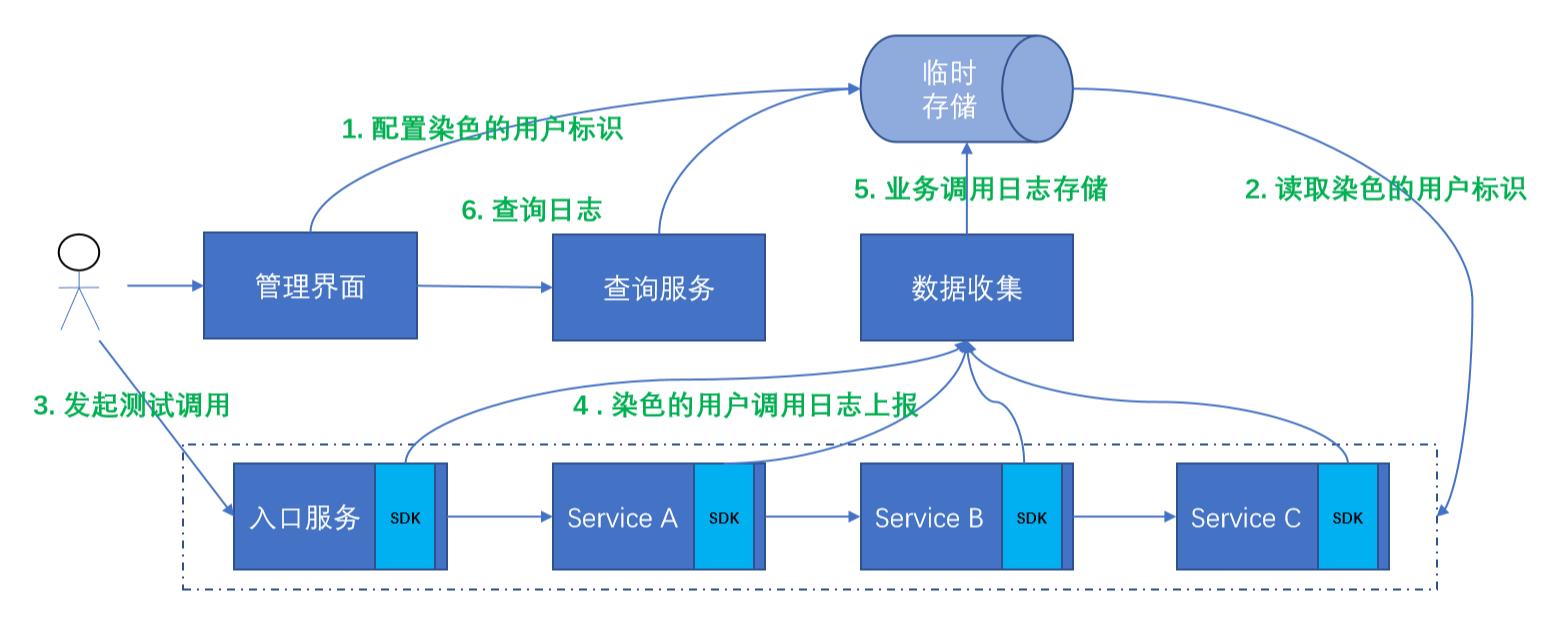 临时
存储
1. 配置染色的用户标识
5. 业务调用日志存储
2. 读取染色的用户标识
6. 查询日志
管理界面
查询服务
数据收集
3. 发起测试调用
4 . 染色的用户调用日志上报
入口服务
SDK
Service A
SDK
Service B
SDK
Service C
SDK